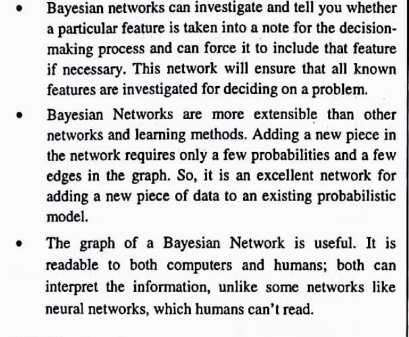 • Bayesian networks can investigate and tell you whether
a particular feature is taken into a note for the decision-
making process and can force it to include that feature
if necessary. This network will ensure that all known
features are investigated for deciding on a problem.
• Bayesian Networks are more extensible than other
networks and learning methods. Adding a new piece in
the network requires only a few probabilities and a few
edges in the graph. So, it is an excellent network for
adding a new piece of data to an existing probabilistic
model.
• The graph of a Bayesian Network is useful. It is
readable to both computers and humans; both can
interpret the information, unlike some networks like
neural networks, which humans can't read.